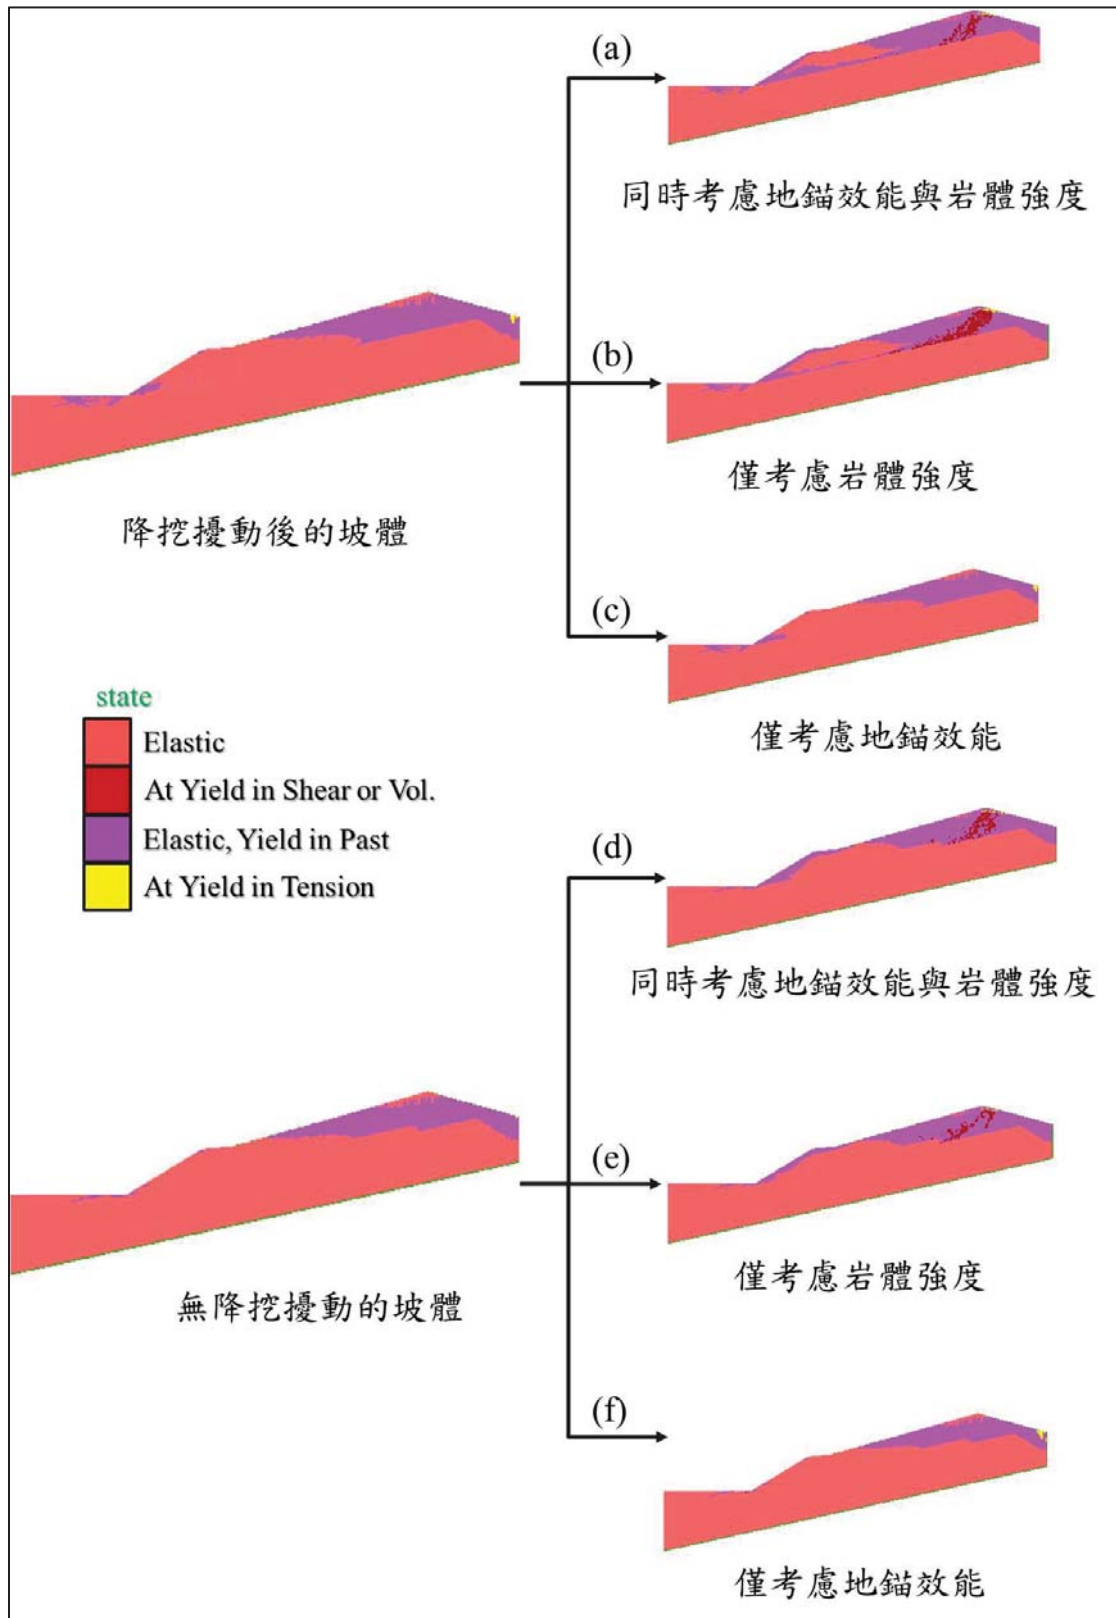 (a)
同時考慮地錨效能與岩體強度
(b)
僅考慮岩體強度
降挖擾動後的坡體
(c)
僅考慮地錨效能
state
Elastic
At Yield in Shear or Vol.
Elastic, Yield in Past
At Yield in Tension
(d)
同時考慮地錨效能與岩體強度
(e)
僅考慮岩體強度
無降挖擾動的坡體
(f)
僅考慮地錨效能